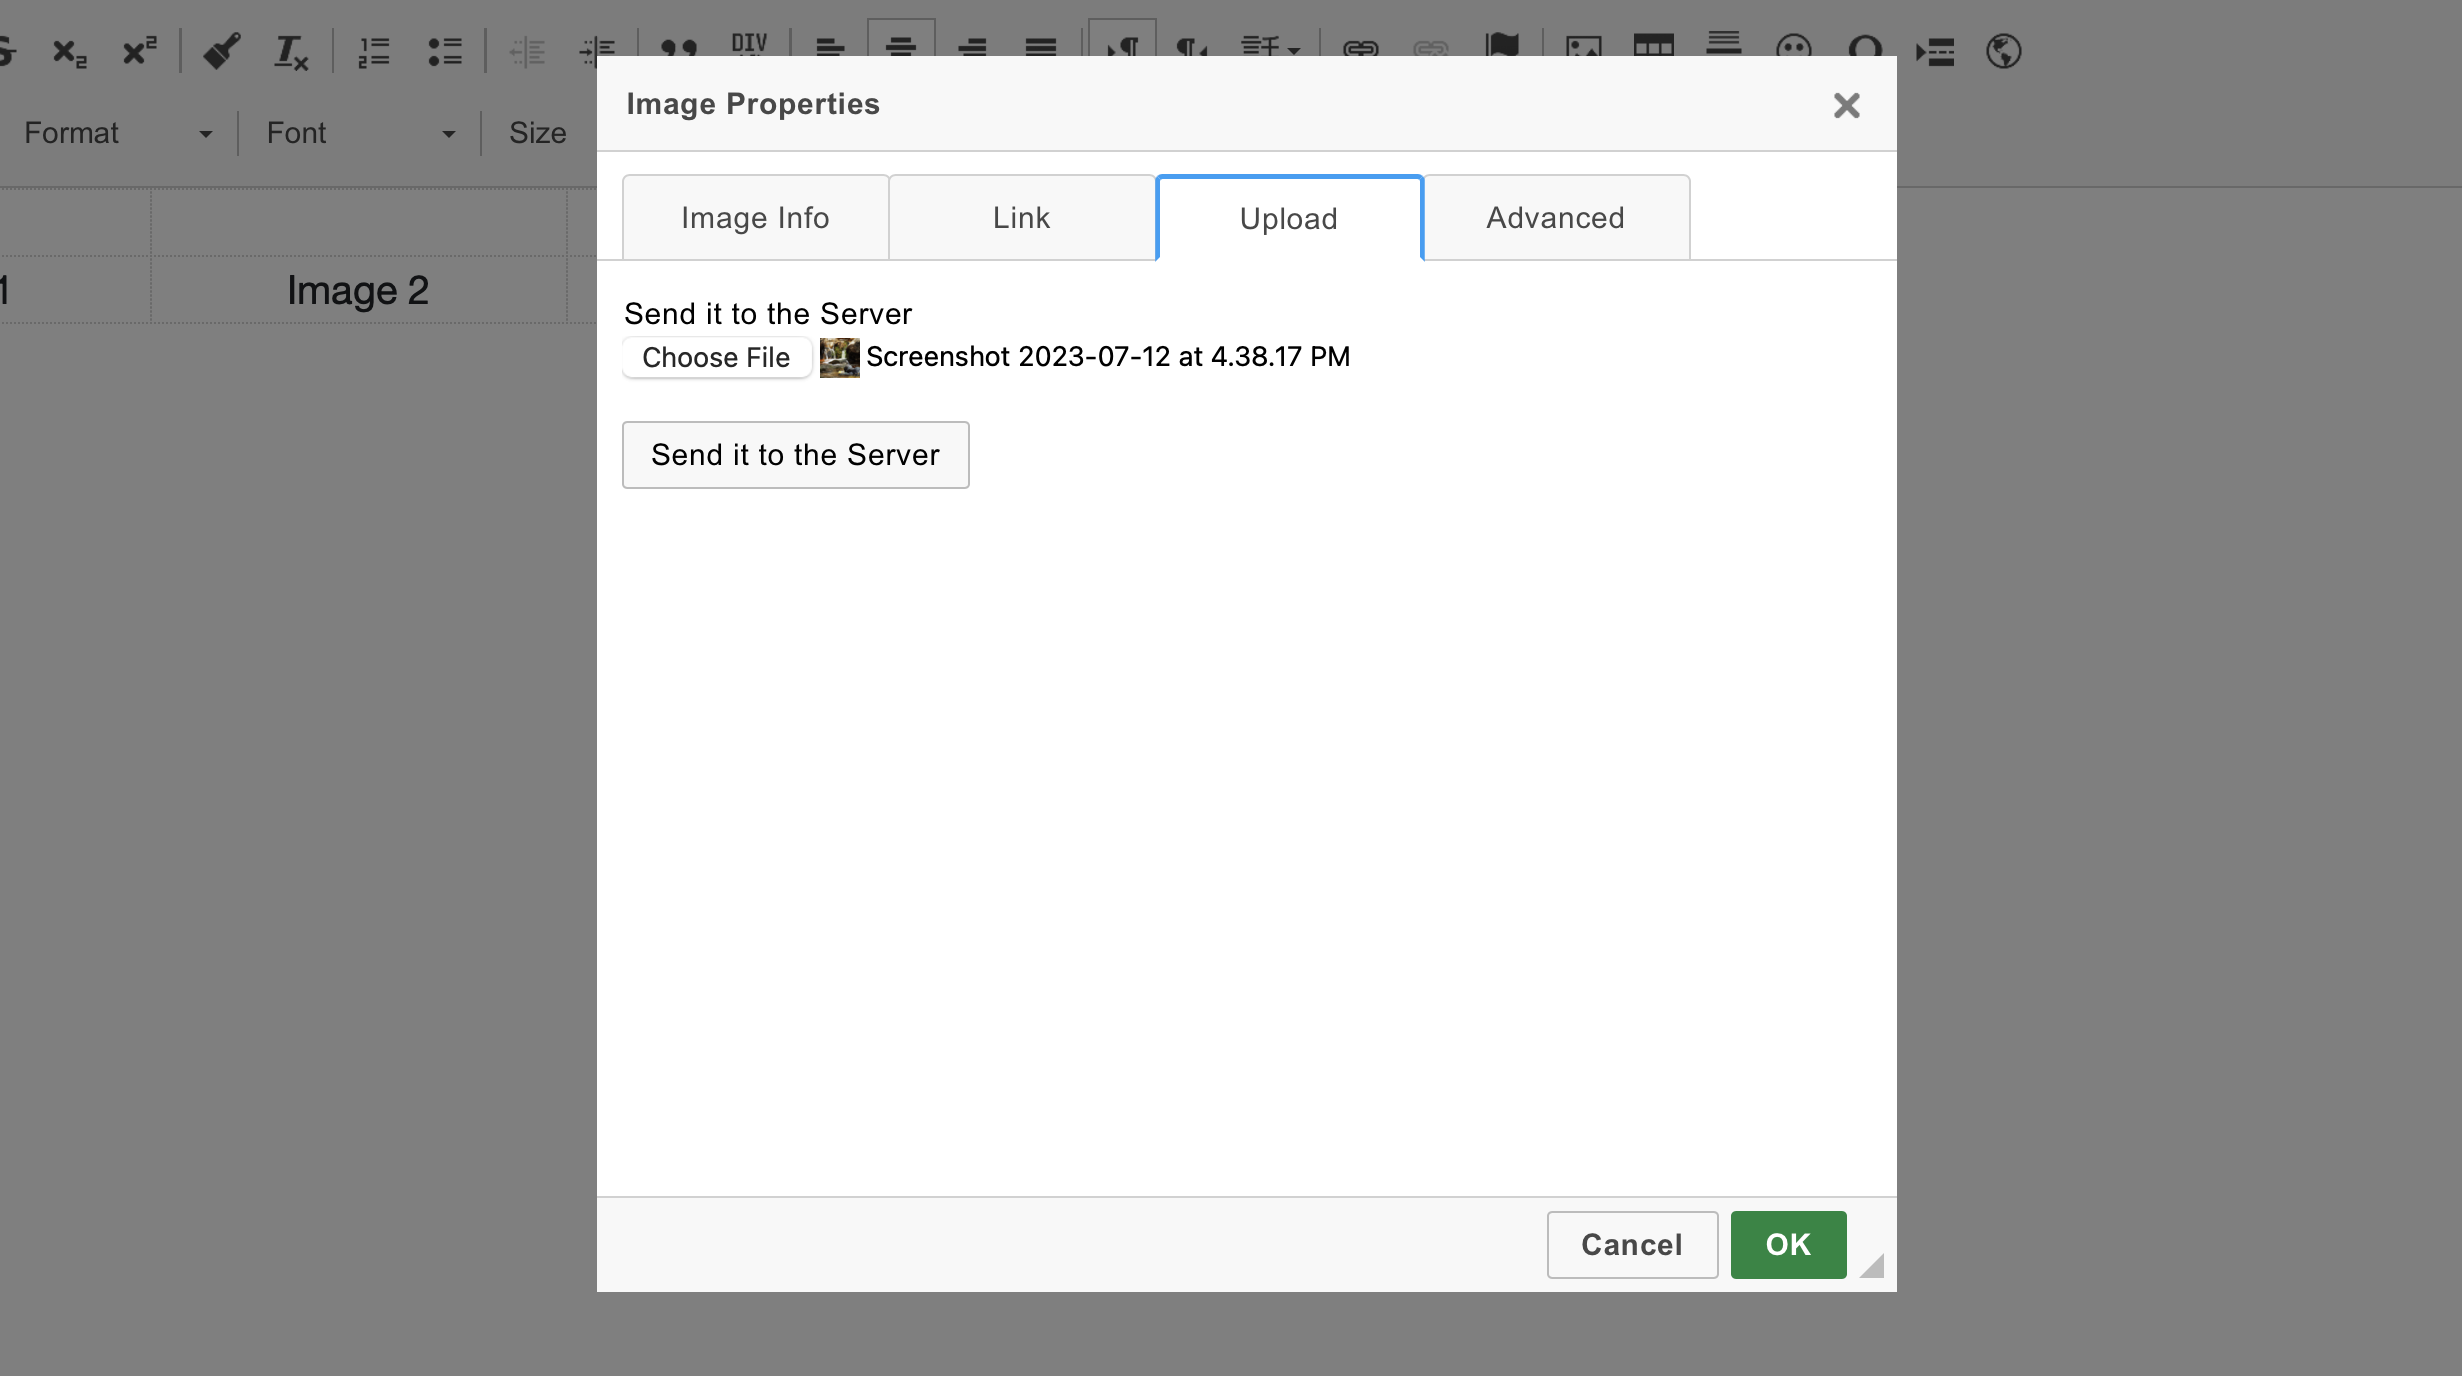 DIV
Format
Font
Size
1
Image 2
Image Properties
Image Info
Link
Upload
Advanced
Send it to the Server
Choose File
Screenshot 2023-07-12 at 4.38.17 PM
Send it to the Server
Cancel
OK